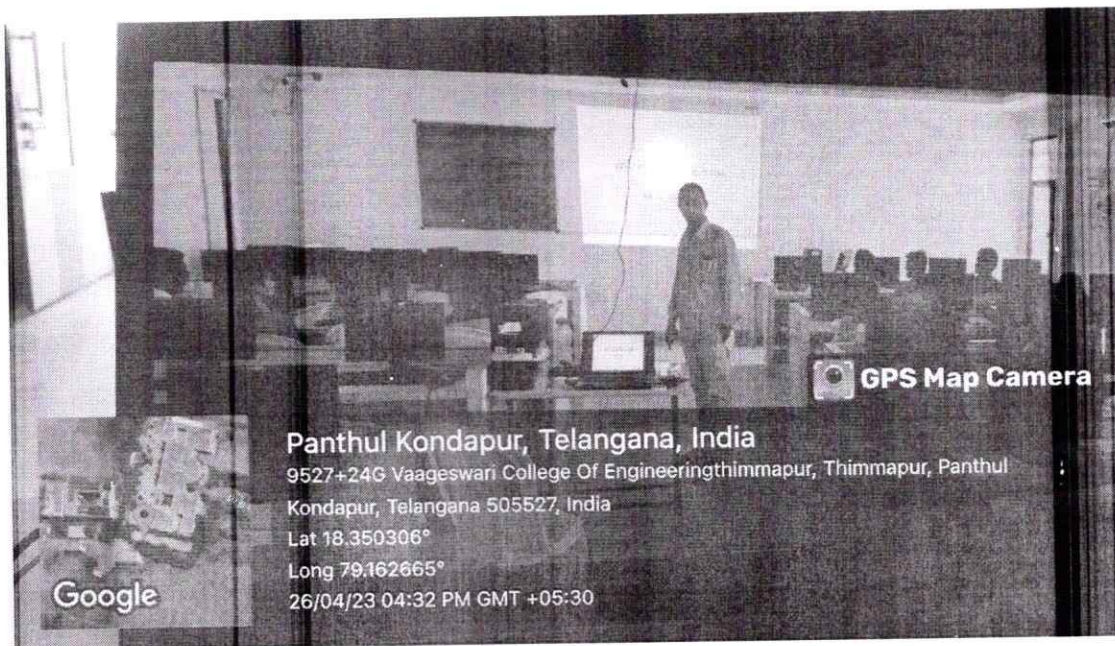 GPS Map Camera
Panthul Kondapur, Telangana, India
9527+24G Vaageswari College Of Engineeringthimmapur, Thimmapur, Panthul
Kondapur, Telangana 505527, India
Lat 18.350306°
Long 79.162665°
26/04/23 04:32 PM GMT +05:30
Google